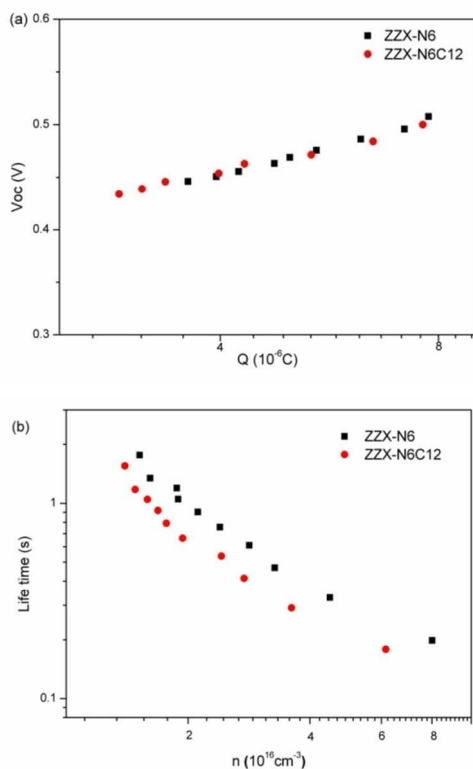 (a)
0.6
ZZX-N6
ZZX-N6C12
0.5
Voc (V)
0.4
0.3
4
8
Q (10⁻⁶C)
(b)
ZZX-N6
ZZX-N6C12
1
Life time (s)
0.1
2
4
6
8
n (10¹⁶cm⁻³)